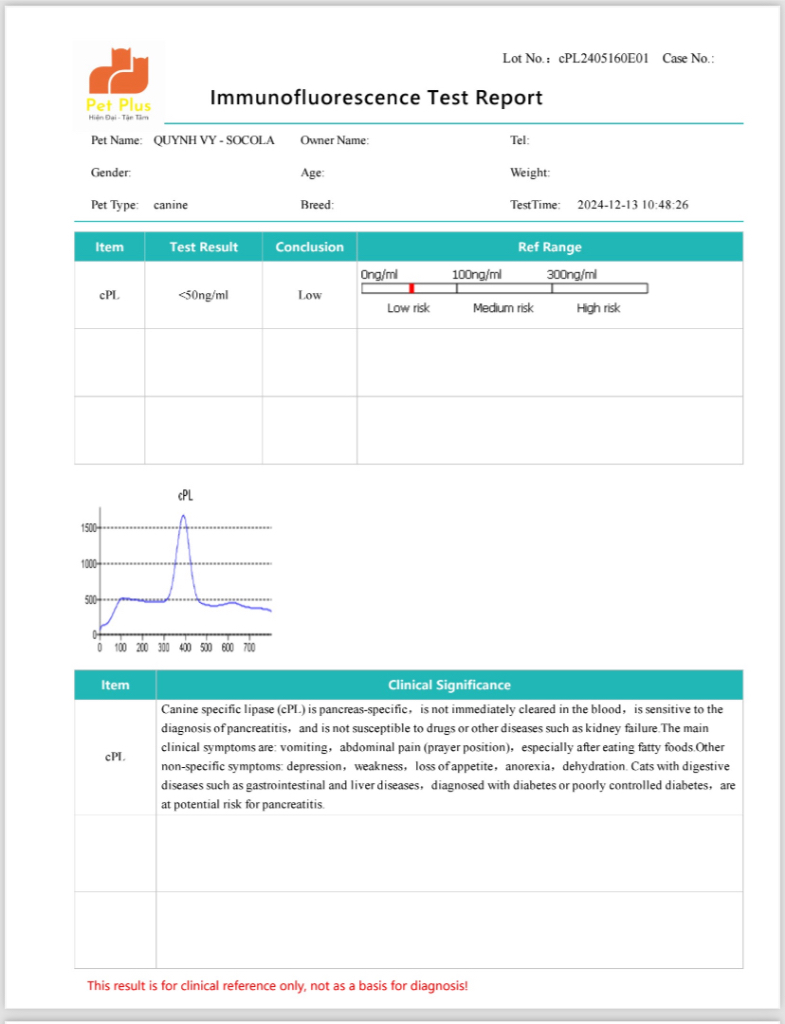 Lot No.：cPL2405160E01 Case No.:
Pet Plus
Hiện Đại - Tận Tâm
Immunofluorescence Test Report
Pet Name: QUYNH VY - SOCOLA Owner Name: Tel:
Gender: Age: Weight:
Pet Type: canine Breed: TestTime: 2024-12-13 10:48:26
Item Test Result Conclusion Ref Range
0ng/ml 100ng/ml 300ng/ml
cPL <50ng/ml Low
Low risk Medium risk High risk
cPL
1500
1000
500
0
0 100 200 300 400 500 600 700
Item Clinical Significance
cPL
Canine specific lipase (cPL) is pancreas-specific，is not immediately cleared in the blood，is sensitive to the
diagnosis of pancreatitis，and is not susceptible to drugs or other diseases such as kidney failure.The main
clinical symptoms are: vomiting，abdominal pain (prayer position)，especially after eating fatty foods.Other
non-specific symptoms: depression，weakness，loss of appetite，anorexia，dehydration. Cats with digestive
diseases such as gastrointestinal and liver diseases，diagnosed with diabetes or poorly controlled diabetes，are
at potential risk for pancreatitis.
This result is for clinical reference only, not as a basis for diagnosis!